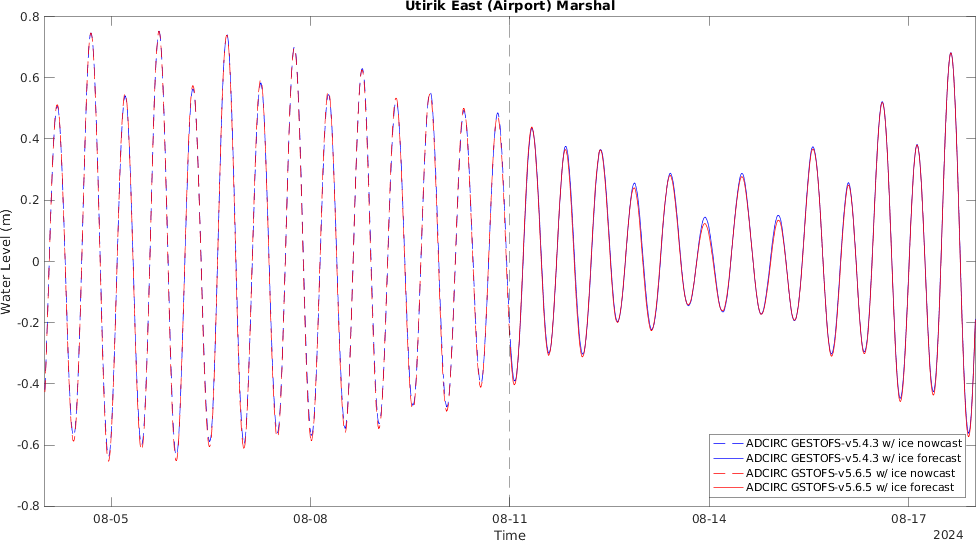 Utirik East (Airport) Marshal
0.8
0.6
0.4
0.2
0
-0.2
-0.4
-0.6
-0.8
Water Level (m)
ADCIRC GESTOFS-v5.4.3 w/ ice nowcast
ADCIRC GESTOFS-v5.4.3 w/ ice forecast
ADCIRC GSTOFS-v5.6.5 w/ ice nowcast
ADCIRC GSTOFS-v5.6.5 w/ ice forecast
08-05 08-08 08-11 08-14 08-17
Time
2024